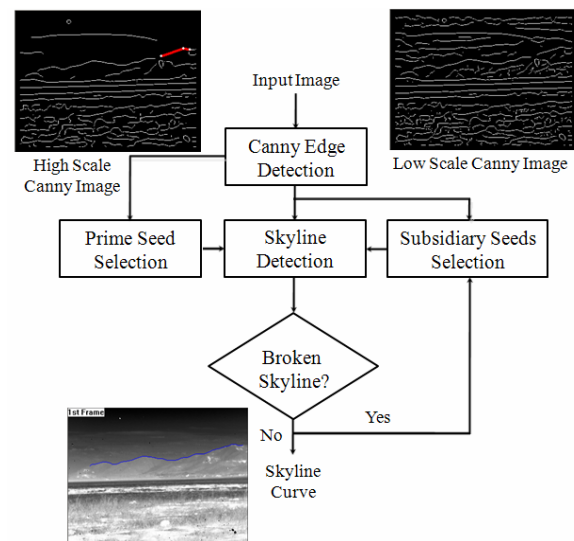 Input Image
High Scale
Canny Image
Canny Edge
Detection
Low Scale Canny Image
Prime Seed
Selection
Skyline
Detection
Subsidiary Seeds
Selection
Broken
Skyline?
1st Frame
Yes
No
Skyline
Curve